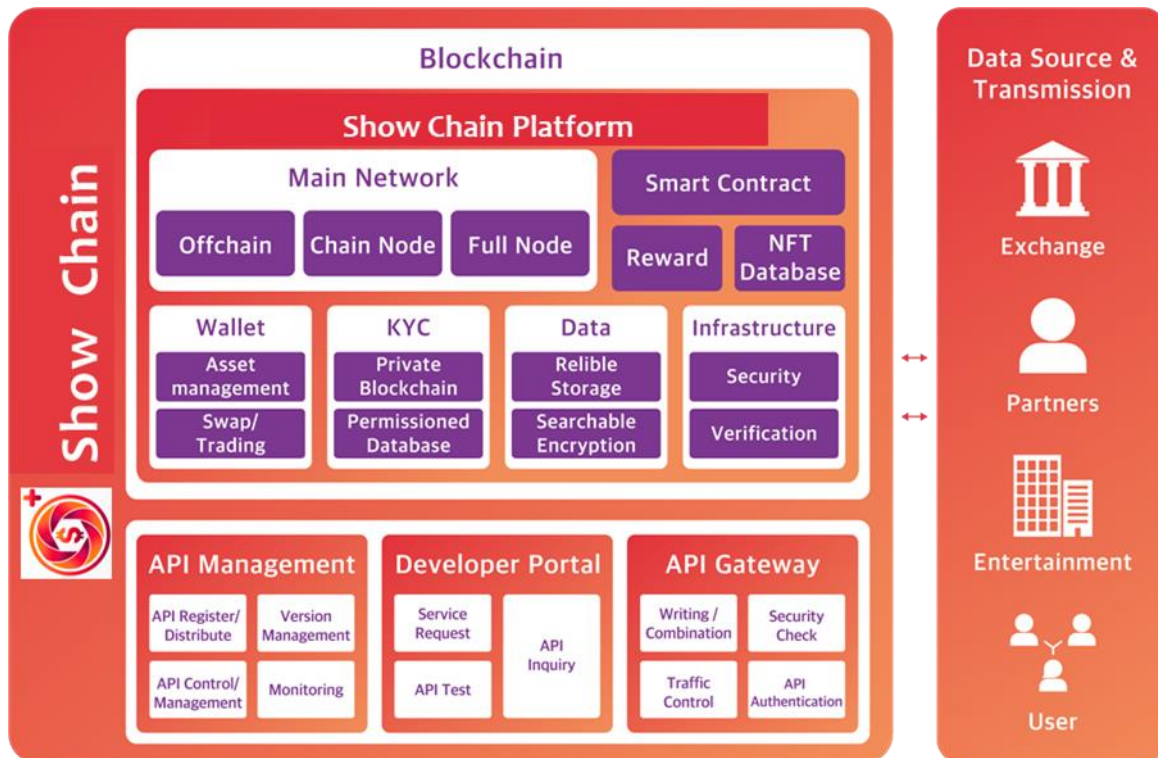 Show Chain
Blockchain
Show Chain Platform
Main Network
Offchain
Chain Node
Full Node
Smart Contract
Reward
NFT
Database
Wallet
Asset
management
Swap/
Trading
KYC
Private
Blockchain
Permissioned
Database
Data
Relible
Storage
Searchable
Encryption
Infrastructure
Security
Verification
API Management
API Register/
Distribute
Version
Management
API Control/
Management
Monitoring
Developer Portal
Service
Request
API Test
API
Inquiry
API Gateway
Writing /
Combination
Security
Check
Traffic
Control
API
Authentication
Data Source &
Transmission
Exchange
Partners
Entertainment
User